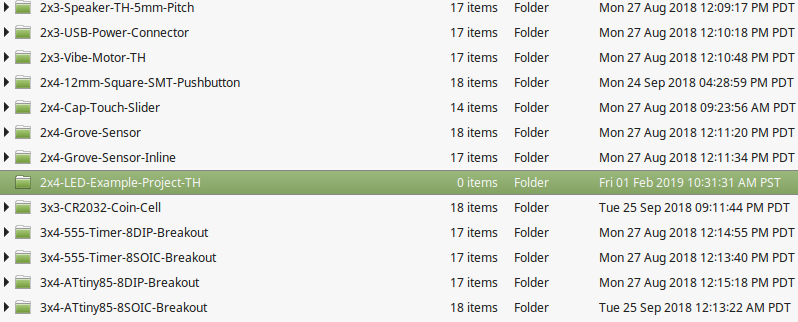 2x3-Speaker-TH-5mm-Pitch 17 items Folder Mon 27 Aug 2018 12:09:17 PM PDT
2x3-USB-Power-Connector 17 items Folder Mon 27 Aug 2018 12:10:18 PM PDT
2x3-Vibe-Motor-TH 17 items Folder Mon 27 Aug 2018 12:10:48 PM PDT
2x4-12mm-Square-SMT-Pushbutton 18 items Folder Mon 24 Sep 2018 04:28:59 PM PDT
2x4-Cap-Touch-Slider 14 items Folder Mon 27 Aug 2018 09:23:56 AM PDT
2x4-Grove-Sensor 18 items Folder Mon 27 Aug 2018 12:11:20 PM PDT
2x4-Grove-Sensor-Inline 17 items Folder Mon 27 Aug 2018 12:11:34 PM PDT
2x4-LED-Example-Project-TH 0 items Folder Fri 01 Feb 2019 10:31:31 AM PST
3x3-CR2032-Coin-Cell 18 items Folder Tue 25 Sep 2018 09:11:44 PM PDT
3x4-555-Timer-8DIP-Breakout 17 items Folder Mon 27 Aug 2018 12:14:55 PM PDT
3x4-555-Timer-8SOIC-Breakout 17 items Folder Mon 27 Aug 2018 12:13:40 PM PDT
3x4-ATtiny85-8DIP-Breakout 17 items Folder Mon 27 Aug 2018 12:15:18 PM PDT
3x4-ATtiny85-8SOIC-Breakout 18 items Folder Tue 25 Sep 2018 12:13:22 AM PDT